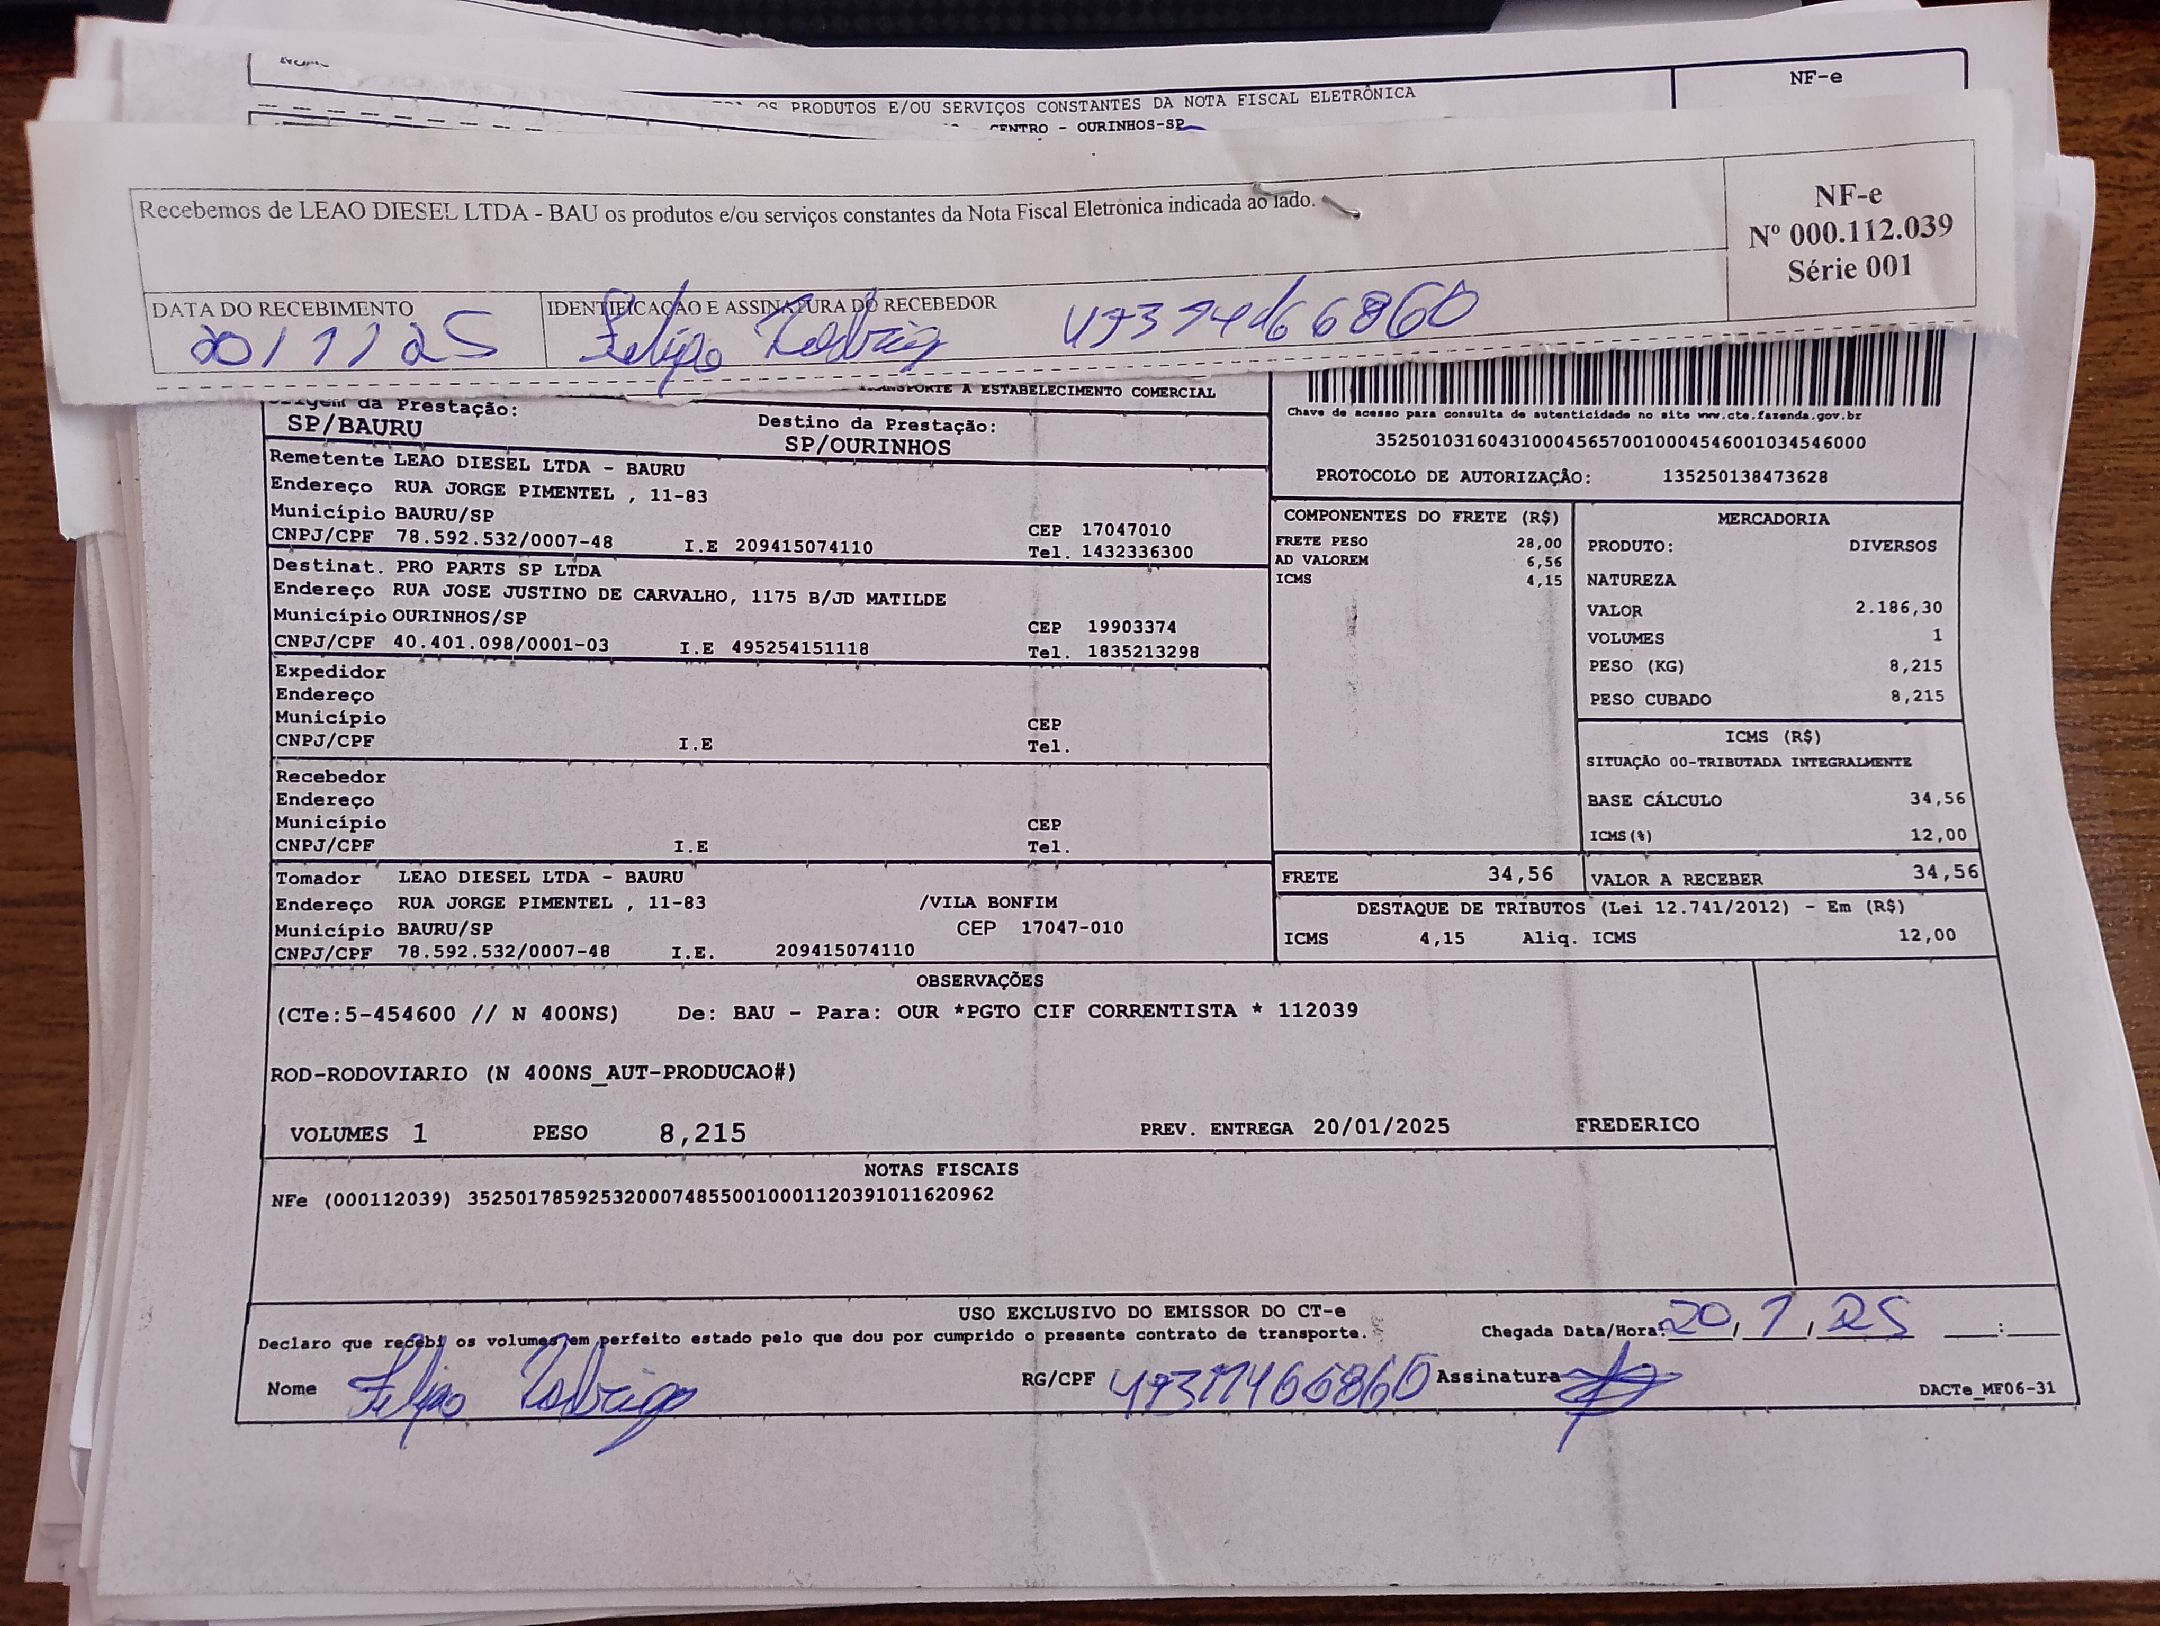 NF-e
OS PRODUTOS E/OU SERVIÇOS CONSTANTES DA NOTA FISCAL ELETRÔNICA
CENTRO - OURINHOS-SP
Recebemos de LEAO DIESEL LTDA - BAU os produtos e/ou serviços constantes da Nota Fiscal Eletrônica indicada ao lado.
NF-e
Nº 000.112.039
Série 001
DATA DO RECEBIMENTO
20/1/25
IDENTIFICAÇÃO E ASSINATURA DO RECEBEDOR
Felipe
TRANSPORTE A ESTABELECIMENTO COMERCIAL
Origem da Prestação:
SP/BAURU
Destino da Prestação:
SP/OURINHOS
Chave de acesso para consulta de autenticidade no site www.cte.fazenda.gov.br
35250103160431000456570010004546001034546000
PROTOCOLO DE AUTORIZAÇÃO: 135250138473628
Remetente LEAO DIESEL LTDA - BAURU
Endereço RUA JORGE PIMENTEL , 11-83
Município BAURU/SP CEP 17047010
CNPJ/CPF 78.592.532/0007-48 I.E 209415074110 Tel. 1432336300
Destinat. PRO PARTS SP LTDA
Endereço RUA JOSE JUSTINO DE CARVALHO, 1175 B/JD MATILDE
Município OURINHOS/SP CEP 19903374
CNPJ/CPF 40.401.098/0001-03 I.E 495254151118 Tel. 1835213298
Expedidor
Endereço
Município CEP
CNPJ/CPF I.E Tel.
Recebedor
Endereço
Município CEP
CNPJ/CPF I.E Tel.
Tomador LEAO DIESEL LTDA - BAURU
Endereço RUA JORGE PIMENTEL , 11-83 /VILA BONFIM
Município BAURU/SP CEP 17047-010
CNPJ/CPF 78.592.532/0007-48 I.E. 209415074110
COMPONENTES DO FRETE (R$)
FRETE PESO 28,00
AD VALOREM 6,56
ICMS 4,15
MERCADORIA
PRODUTO: DIVERSOS
NATUREZA
VALOR 2.186,30
VOLUMES 1
PESO (KG) 8,215
PESO CUBADO 8,215
ICMS (R$)
SITUAÇÃO 00-TRIBUTADA INTEGRALMENTE
BASE CÁLCULO 34,56
ICMS(%) 12,00
FRETE 34,56
VALOR A RECEBER 34,56
DESTAQUE DE TRIBUTOS (Lei 12.741/2012) - Em (R$)
ICMS 4,15 Aliq. ICMS 12,00
OBSERVAÇÕES
(CTe:5-454600 // N 400NS) De: BAU - Para: OUR *PGTO CIF CORRENTISTA * 112039
ROD-RODOVIARIO (N 400NS_AUT-PRODUCAO#)
VOLUMES 1 PESO 8,215 PREV. ENTREGA 20/01/2025 FREDERICO
NOTAS FISCAIS
NFe (000112039) 35250178592532000748550010001120391011620962
USO EXCLUSIVO DO EMISSOR DO CT-e
Declaro que recebi os volumes em perfeito estado pelo que dou por cumprido o presente contrato de transporte.
Chegada Data/Hora: 20, 1, 25 :
Nome Felipe
RG/CPF
Assinatura
DACTe_MF06-31